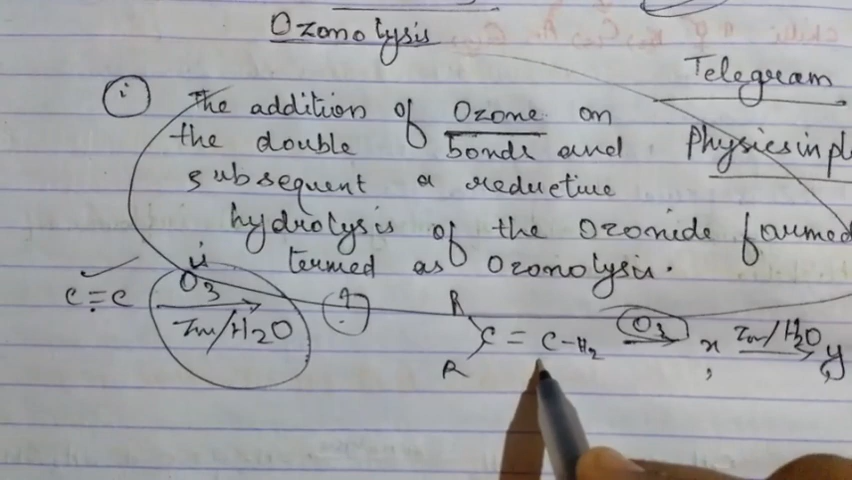 Ozonolysis
Telegram
Physicsinpl
i
The addition of Ozone on
the double bonds and
subsequent a reductive
hydrolysis of the Ozonide formed
is termed as Ozonolysis.
C=C O3 Zn/H2O
R R C = C-H2 O3 x, Zn/H2O y,